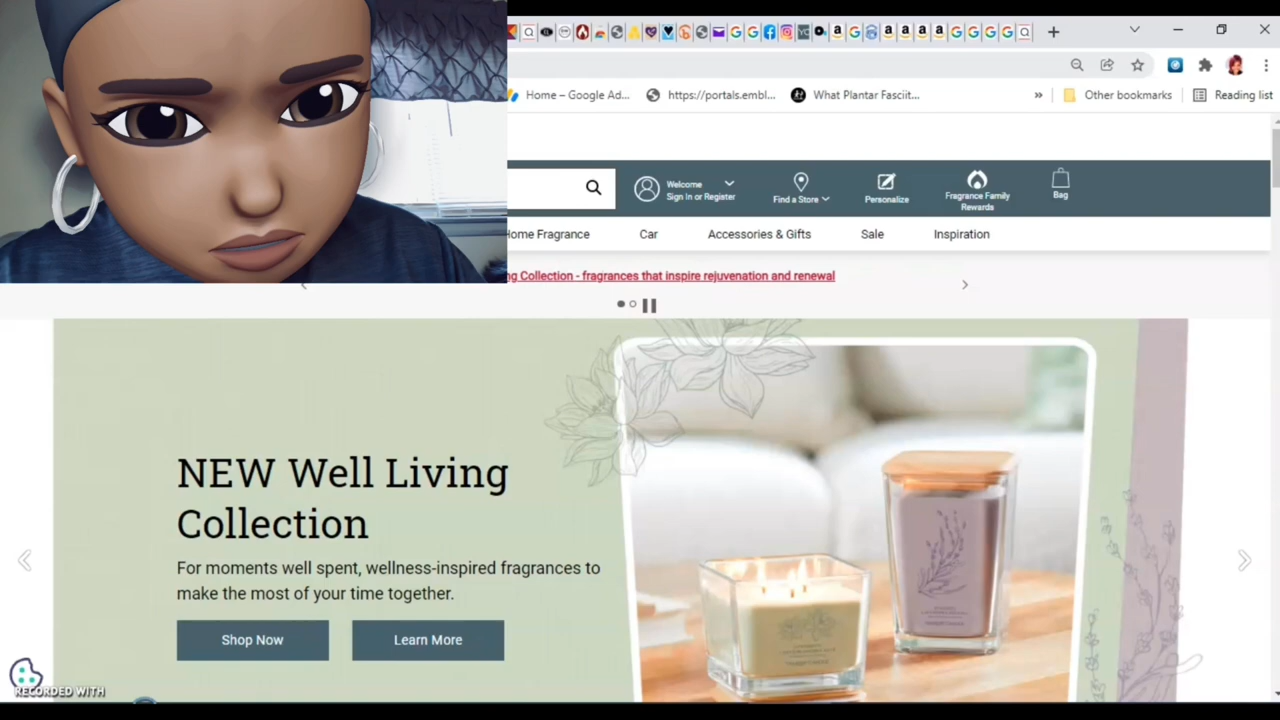 Home – Google Ad...
https://portals.embl...
What Plantar Fasciit...
»
Other bookmarks
Reading list
Welcome
Sign In or Register
Find a Store
Personalize
Fragrance Family
Rewards
Bag
Home Fragrance
Car
Accessories & Gifts
Sale
Inspiration
ng Collection - fragrances that inspire rejuvenation and renewal
NEW Well Living
Collection
For moments well spent, wellness-inspired fragrances to
make the most of your time together.
Shop Now
Learn More
RECORDED WITH